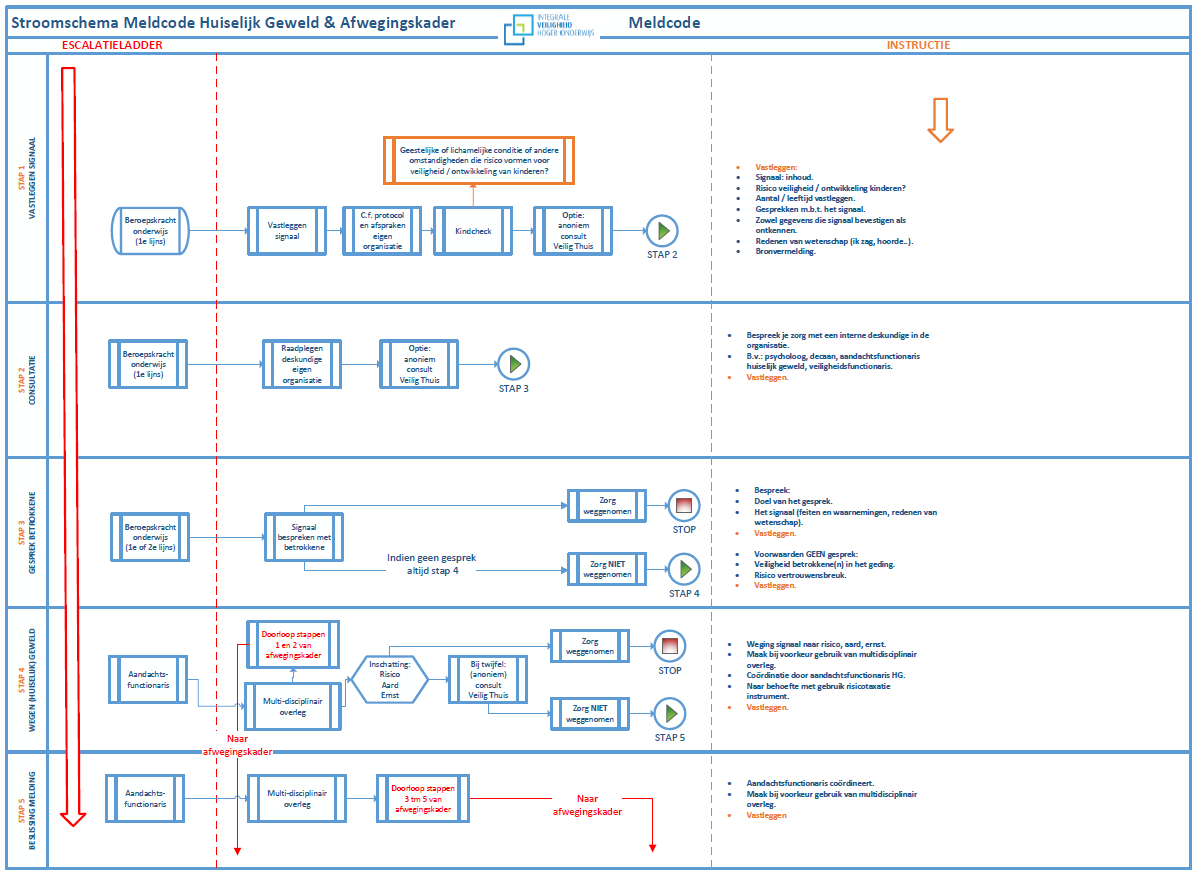 Stroomschema Meldcode Huiselijk Geweld & Afwegingskader
INTEGRALE
VEILIGHEID
HOGER ONDERWIJS
Meldcode
ESCALATIELADDER
INSTRUCTIE
STAP 1
VASTLEGGEN SIGNAAL
Beroepskracht
onderwijs
(1e lijns)
Vastleggen
signaal
C.f. protocol
en afspraken
eigen
organisatie
Geestelijke of lichamelijke conditie of andere
omstandigheden die risico vormen voor
veiligheid / ontwikkeling van kinderen?
Kindcheck
Optie:
anoniem
consult
Veilig Thuis
STAP 2
• Vastleggen:
• Signaal: inhoud.
• Risico veiligheid / ontwikkeling kinderen?
• Aantal / leeftijd vastleggen.
• Gesprekken m.b.t. het signaal.
• Zowel gegevens die signaal bevestigen als
ontkennen.
• Redenen van wetenschap (ik zag, hoorde..).
• Bronvermelding.
STAP 2
CONSULTATIE
Beroepskracht
onderwijs
(1e lijns)
Raadplegen
deskundige
eigen
organisatie
Optie:
anoniem
consult
Veilig Thuis
STAP 3
• Bespreek je zorg met een interne deskundige in de
organisatie.
• B.v.: psycholoog, decaan, aandachtsfunctionaris
huiselijk geweld, veiligheidsfunctionaris.
• Vastleggen.
STAP 3
GESPREK BETROKKENE
Beroepskracht
onderwijs
(1e of 2e lijns)
Signaal
bespreken met
betrokkene
Indien geen gesprek
altijd stap 4
Zorg
weggenomen
STOP
Zorg NIET
weggenomen
STAP 4
• Bespreek:
• Doel van het gesprek.
• Het signaal (feiten en waarnemingen, redenen van
wetenschap).
• Vastleggen.
• Voorwaarden GEEN gesprek:
• Veiligheid betrokkene(n) in het geding.
• Risico vertrouwensbreuk.
• Vastleggen.
STAP 4
WEGEN (HUISELIJK) GEWELD
Aandachts-
functionaris
Doorloop stappen
1 en 2 van
afwegingskader
Multi-disciplinair
overleg
Inschatting:
Risico
Aard
Ernst
Bij twijfel:
(anoniem)
consult
Veilig Thuis
Zorg
weggenomen
STOP
Zorg NIET
weggenomen
STAP 5
Naar
afwegingskader
• Weging signaal naar risico, aard, ernst.
• Maak bij voorkeur gebruik van multidisciplinair
overleg.
• Coördinatie door aandachtsfunctionaris HG.
• Naar behoefte met gebruik risicotaxatie
instrument.
• Vastleggen.
STAP 5
BESLISSING MELDING
Aandachts-
functionaris
Multi-disciplinair
overleg
Doorloop stappen
3 tm 5 van
afwegingskader
Naar
afwegingskader
• Aandachtsfunctionaris coördineert.
• Maak bij voorkeur gebruik van multidisciplinair
overleg.
• Vastleggen